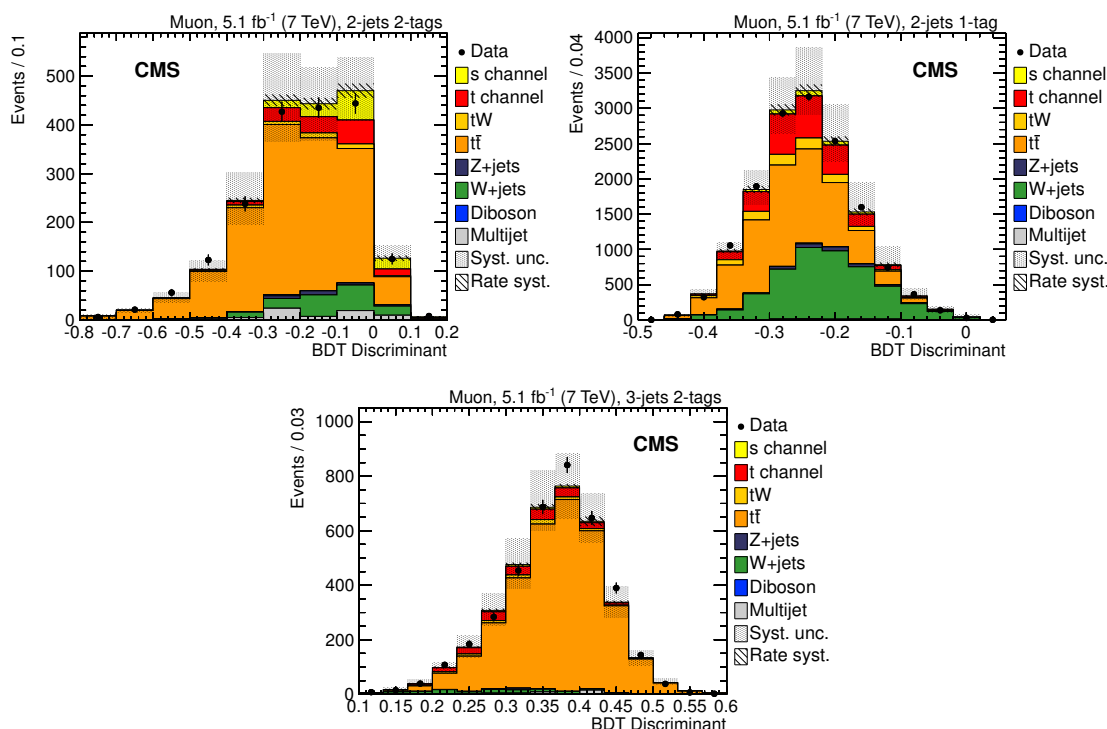 Muon, 5.1 fb⁻¹ (7 TeV), 2-jets 2-tags
Events / 0.1
500
400
300
200
100
0
CMS
Data
s channel
t channel
tW
tt̄
Z+jets
W+jets
Diboson
Multijet
Syst. unc.
Rate syst.
-0.8 -0.7 -0.6 -0.5 -0.4 -0.3 -0.2 -0.1 0 0.1 0.2
BDT Discriminant
Muon, 5.1 fb⁻¹ (7 TeV), 2-jets 1-tag
Events / 0.04
4000
3500
3000
2500
2000
1500
1000
500
0
CMS
Data
s channel
t channel
tW
tt̄
Z+jets
W+jets
Diboson
Multijet
Syst. unc.
Rate syst.
-0.5 -0.4 -0.3 -0.2 -0.1 0
BDT Discriminant
Muon, 5.1 fb⁻¹ (7 TeV), 3-jets 2-tags
Events / 0.03
1000
800
600
400
200
0
CMS
Data
s channel
t channel
tW
tt̄
Z+jets
W+jets
Diboson
Multijet
Syst. unc.
Rate syst.
0.1 0.15 0.2 0.25 0.3 0.35 0.4 0.45 0.5 0.55 0.6
BDT Discriminant